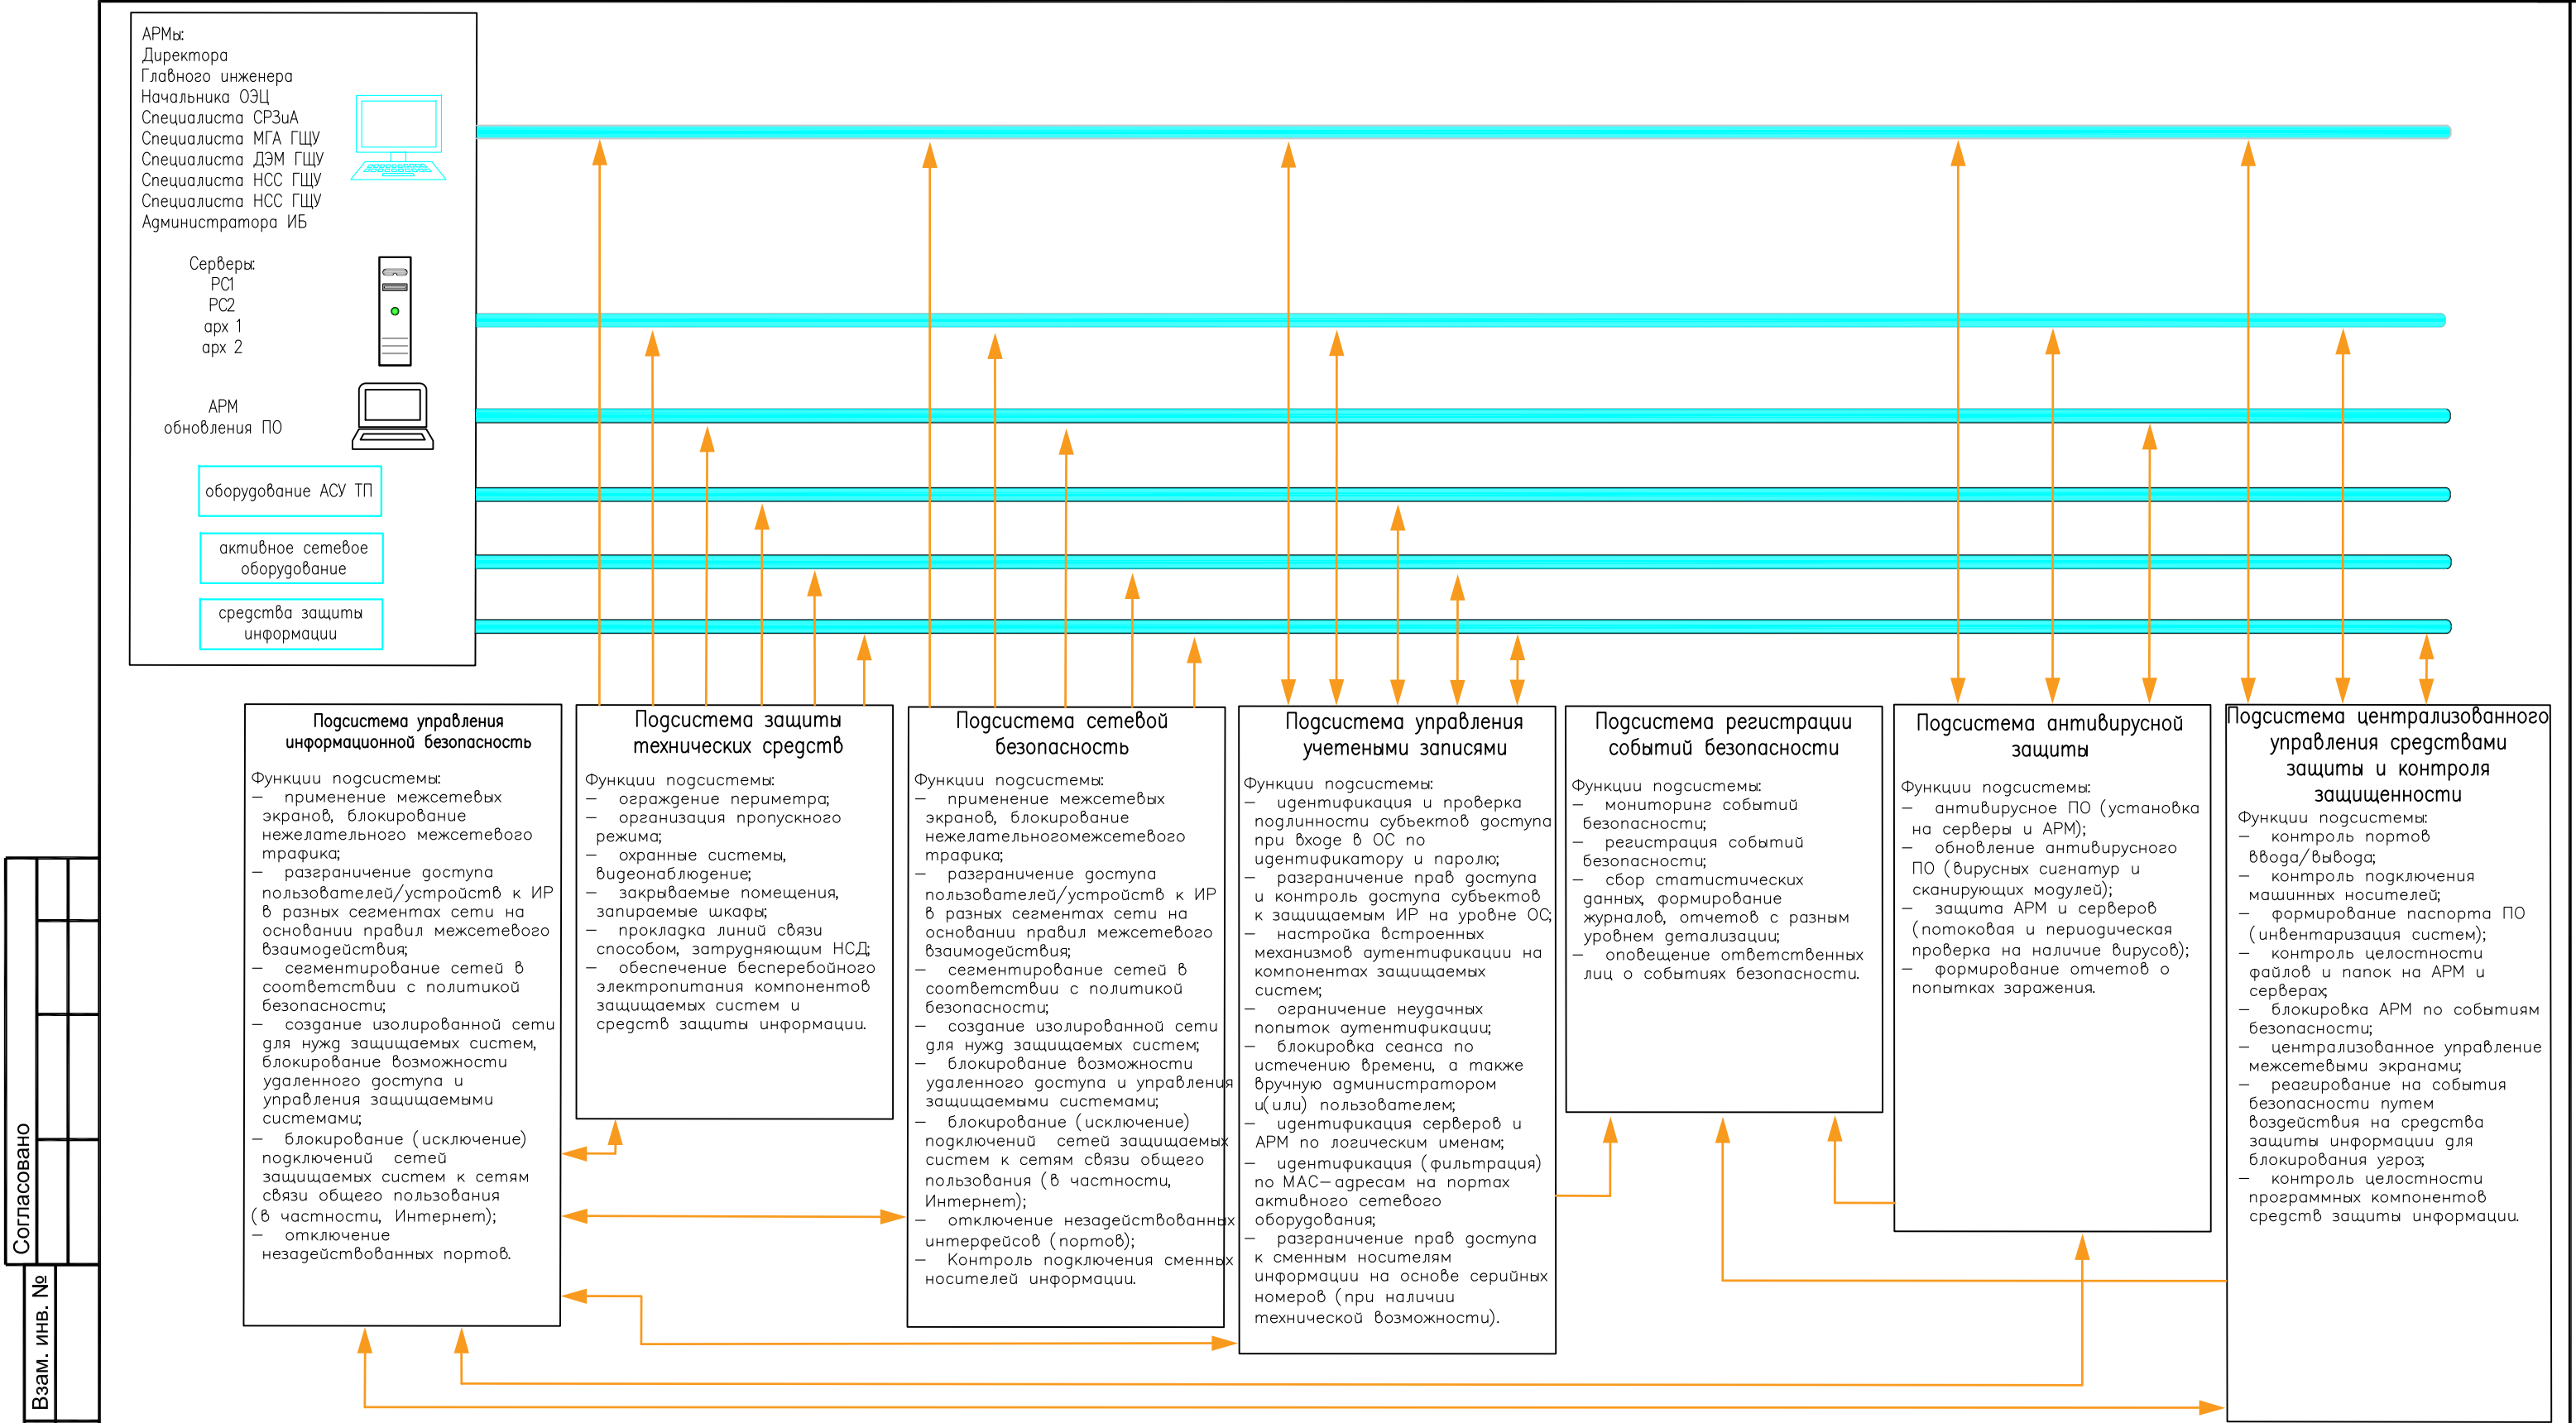 АРМы:
Директора
Главного инженера
Начальника ОЭЦ
Специалиста СРЗиА
Специалиста МГА ГЩУ
Специалиста ДЭМ ГЩУ
Специалиста НСС ГЩУ
Специалиста НСС ГЩУ
Администратора ИБ
Серверы:
РС1
РС2
арх 1
арх 2
АРМ
обновления ПО
оборудование АСУ ТП
активное сетевое
оборудование
средства защиты
информации
Подсистема управления
информационной безопасность
Функции подсистемы:
— применение межсетевых
экранов, блокирование
нежелательного межсетевого
трафика;
— разграничение доступа
пользователей/устройств к ИР
в разных сегментах сети на
основании правил межсетевого
взаимодействия;
— сегментирование сетей в
соответствии с политикой
безопасности;
— создание изолированной сети
для нужд защищаемых систем,
блокирование возможности
удаленного доступа и
управления защищаемыми
системами;
— блокирование (исключение)
подключений сетей
защищаемых систем к сетям
связи общего пользования
(в частности, Интернет);
— отключение
незадействованных портов.
Подсистема защиты
технических средств
Функции подсистемы:
— ограждение периметра;
— организация пропускного
режима;
— охранные системы,
видеонаблюдение;
— закрываемые помещения,
запираемые шкафы;
— прокладка линий связи
способом, затрудняющим НСД;
— обеспечение бесперебойного
электропитания компонентов
защищаемых систем и
средств защиты информации.
Подсистема сетевой
безопасность
Функции подсистемы:
— применение межсетевых
экранов, блокирование
нежелательногомежсетевого
трафика;
— разграничение доступа
пользователей/устройств к ИР
в разных сегментах сети на
основании правил межсетевого
взаимодействия;
— сегментирование сетей в
соответствии с политикой
безопасности;
— создание изолированной сети
для нужд защищаемых систем;
— блокирование возможности
удаленного доступа и управления
защищаемыми системами;
— блокирование (исключение)
подключений сетей защищаемых
систем к сетям связи общего
пользования (в частности,
Интернет);
— отключение незадействованных
интерфейсов (портов);
— Контроль подключения сменных
носителей информации.
Подсистема управления
учетеными записями
Функции подсистемы:
— идентификация и проверка
подлинности субъектов доступа
при входе в ОС по
идентификатору и паролю;
— разграничение прав доступа
и контроль доступа субъектов
к защищаемым ИР на уровне ОС;
— настройка встроенных
механизмов аутентификации на
компонентах защищаемых
систем;
— ограничение неудачных
попыток аутентификации;
— блокировка сеанса по
истечению времени, а также
вручную администратором
и(или) пользователем;
— идентификация серверов и
АРМ по логическим именам;
— идентификация (фильтрация)
по МАС—адресам на портах
активного сетевого
оборудования;
— разграничение прав доступа
к сменным носителям
информации на основе серийных
номеров (при наличии
технической возможности).
Подсистема регистрации
событий безопасности
Функции подсистемы:
— мониторинг событий
безопасности;
— регистрация событий
безопасности;
— сбор статистических
данных, формирование
журналов, отчетов с разным
уровнем детализации;
— оповещение ответственных
лиц о событиях безопасности.
Подсистема антивирусной
защиты
Функции подсистемы:
— антивирусное ПО (установка
на серверы и АРМ);
— обновление антивирусного
ПО (вирусных сигнатур и
сканирующих модулей);
— защита АРМ и серверов
(потоковая и периодическая
проверка на наличие вирусов);
— формирование отчетов о
попытках заражения.
Подсистема централизованного
управления средствами
защиты и контроля
защищенности
Функции подсистемы:
— контроль портов
ввода/вывода;
— контроль подключения
машинных носителей;
— формирование паспорта ПО
(инвентаризация систем);
— контроль целостности
файлов и папок на АРМ и
серверах;
— блокировка АРМ по событиям
безопасности;
— централизованное управление
межсетевыми экранами;
— реагирование на события
безопасности путем
воздействия на средства
защиты информации для
блокирования угроз;
— контроль целостности
программных компонентов
средств защиты информации.
Согласовано
Взам. инв. №